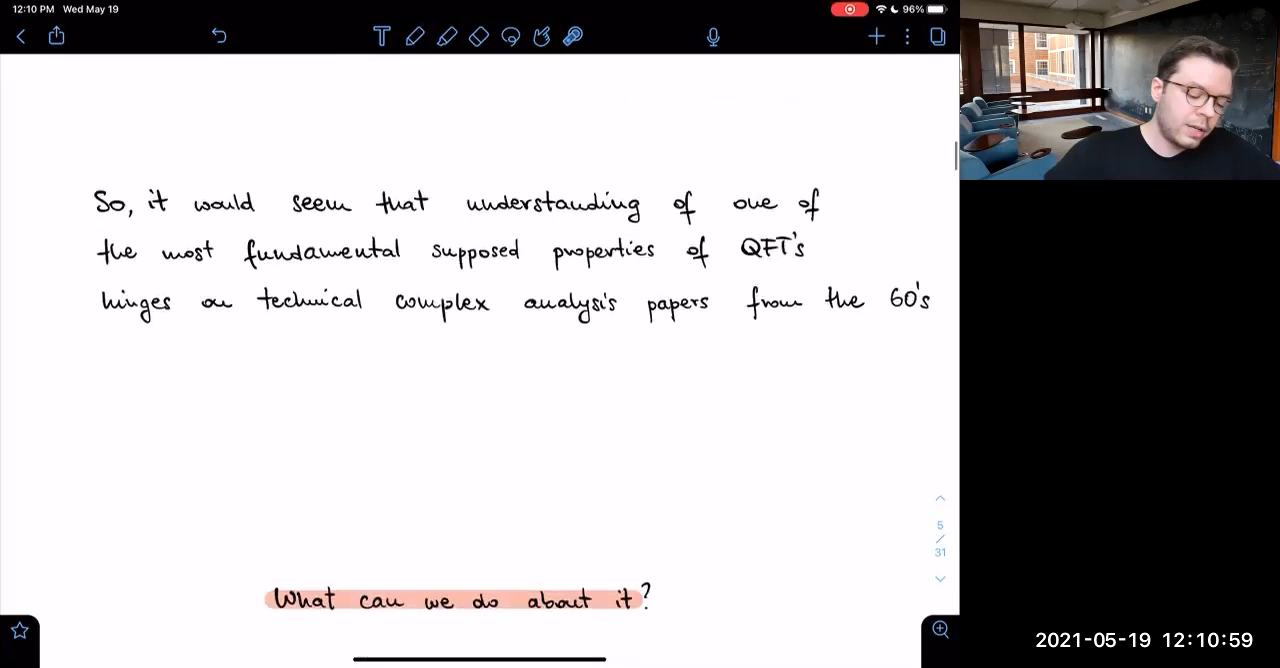 12:10 PM Wed May 19
96%
So, it would seem that understanding of one of
the most fundamental supposed properties of QFT's
hinges on technical complex analysis papers from the 60's
What can we do about it?
5
/
31
2021-05-19 12:10:59